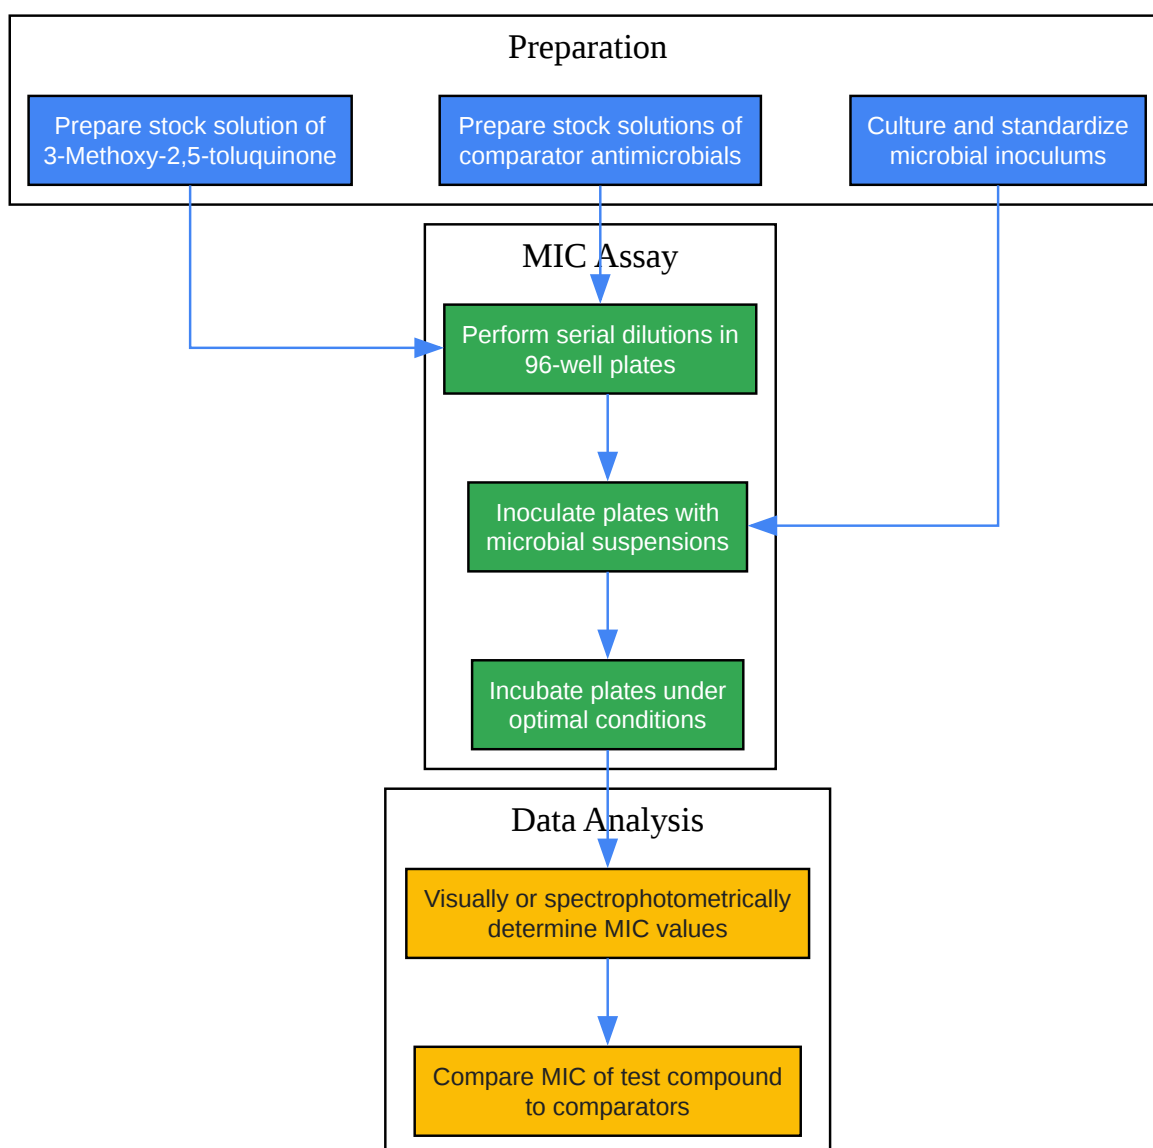 Preparation
Prepare stock solution of
3-Methoxy-2,5-toluquinone
Prepare stock solutions of
comparator antimicrobials
Culture and standardize
microbial inoculums
MIC Assay
Perform serial dilutions in
96-well plates
Inoculate plates with
microbial suspensions
Incubate plates under
optimal conditions
Data Analysis
Visually or spectrophotometrically
determine MIC values
Compare MIC of test compound
to comparators